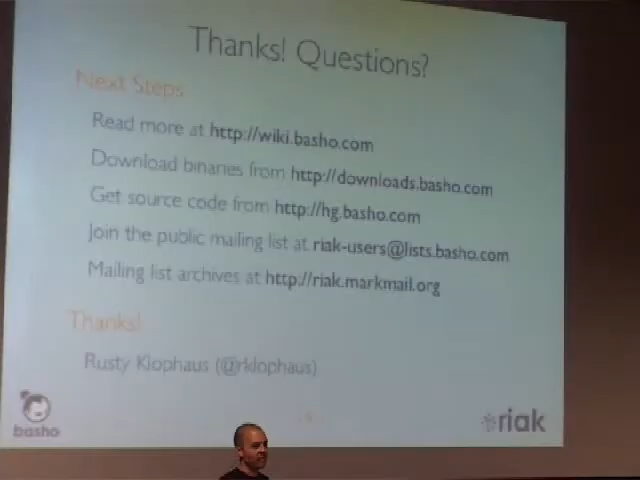 Thanks! Questions?
Next Steps
Read more at http://wiki.basho.com
Download binaries from http://downloads.basho.com
Get source code from http://hg.basho.com
Join the public mailing list at riak-users@lists.basho.com
Mailing list archives at http://riak.markmail.org
Thanks!
Rusty Klophaus (@rklophaus)
basho
riak